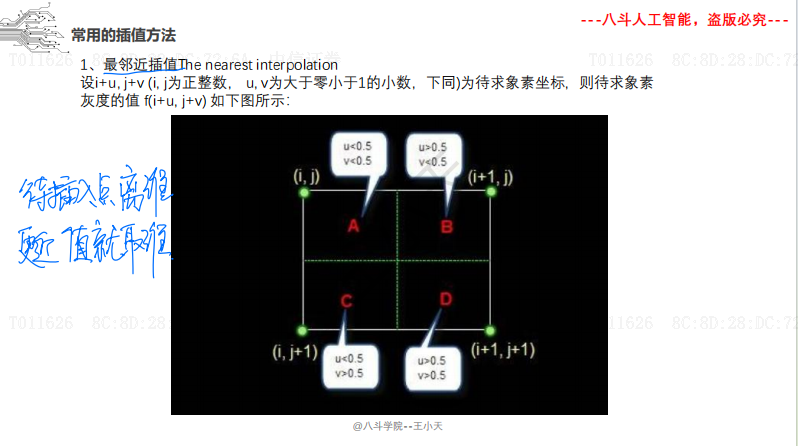 ---八斗人工智能，盗版必究---
常用的插值方法
1、最邻近插值The nearest interpolation
设i+u, j+v (i, j为正整数， u, v为大于零小于1的小数，下同)为待求象素坐标，则待求象素
灰度的值 f(i+u, j+v) 如下图所示：
u<0.5
v<0.5
u>0.5
v<0.5
(i, j)
(i+1, j)
A
B
待插入点离谁
更近 值就取谁
C
D
(i, j+1)
(i+1, j+1)
u<0.5
v>0.5
u>0.5
v>0.5
T011626 8C:8D:28:DC:72
T011626 8C:8D:28:
T011626 8C:8D:28:DC:72
@八斗学院--王小天